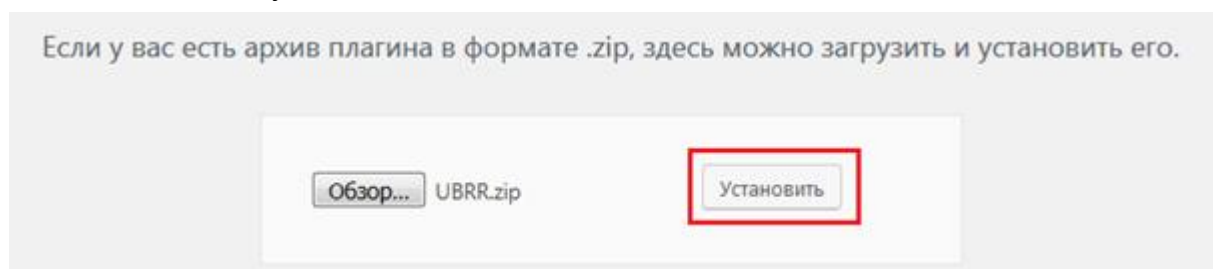 Если у вас есть архив плагина в формате .zip, здесь можно загрузить и установить его.
Обзор... UBRR.zip Установить